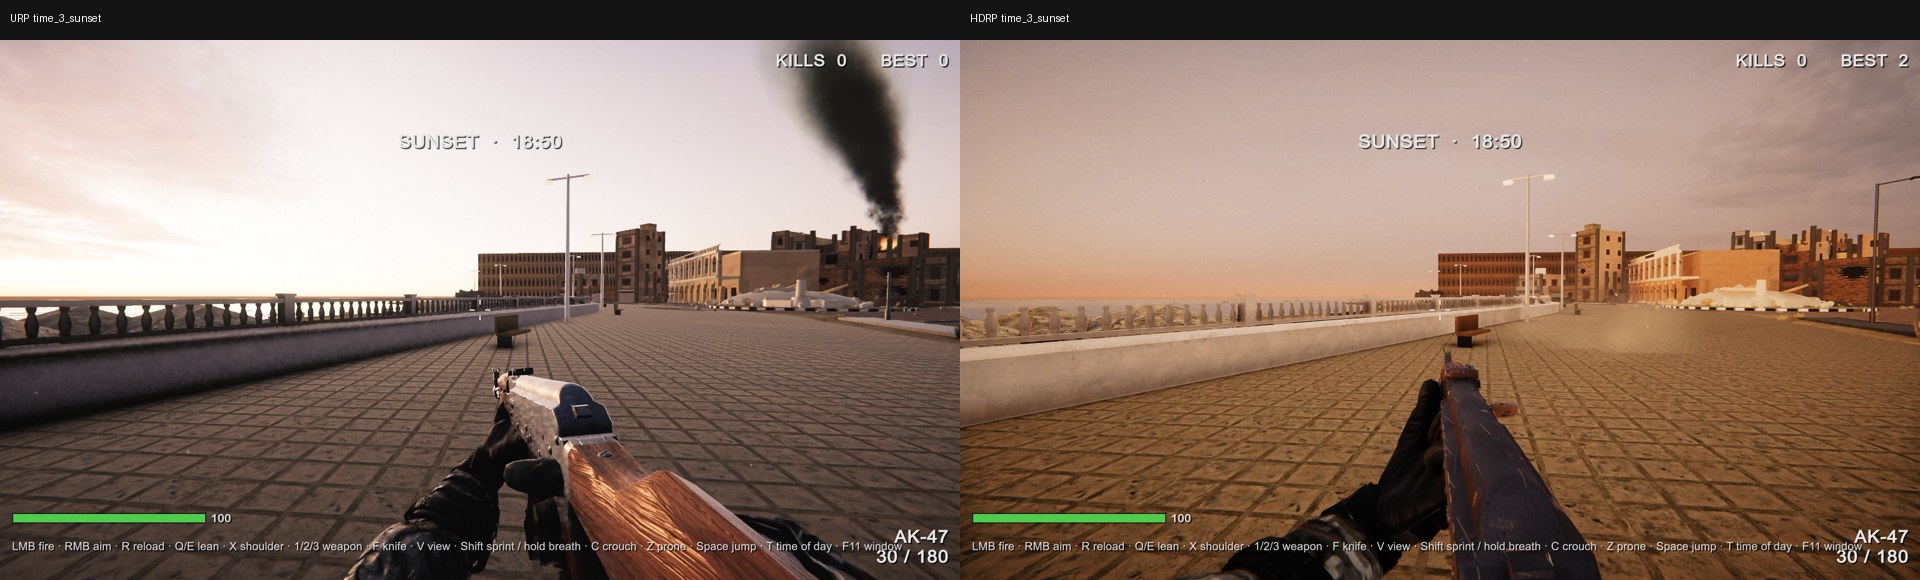 URP time_3_sunset
HDRP time_3_sunset
KILLS 0 BEST 0
SUNSET · 18:50
100
LMB fire · RMB aim · R reload · Q/E lean · X shoulder · 1/2/3 weapon · F knife · V view · Shift sprint / hold breath · C crouch · Z prone · Space jump · T time of day · F11 window
AK-47
30 / 180
KILLS 0 BEST 2
SUNSET · 18:50
100
LMB fire · RMB aim · R reload · Q/E lean · X shoulder · 1/2/3 weapon · F knife · V view · Shift sprint / hold breath · C crouch · Z prone · Space jump · T time of day · F11 window
AK-47
30 / 180